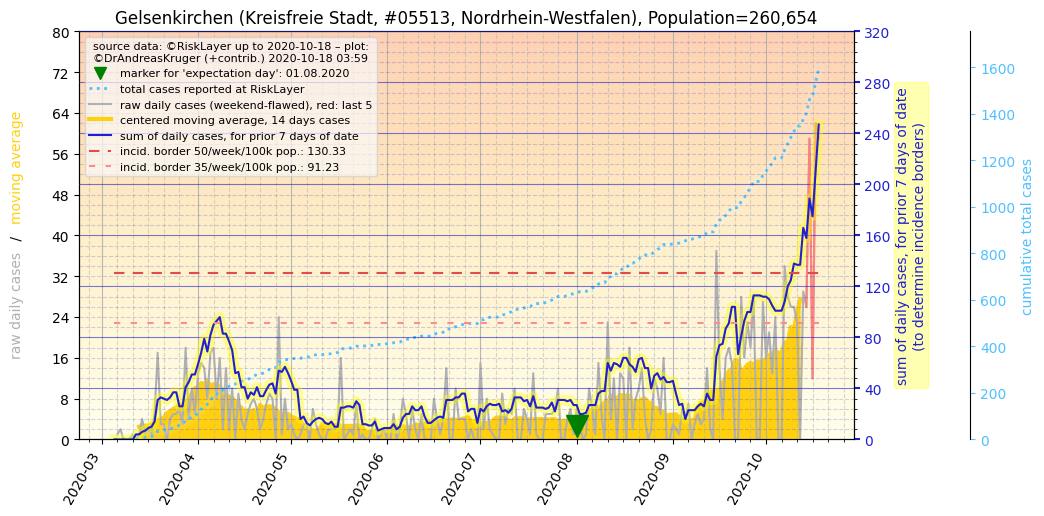 Gelsenkirchen (Kreisfreie Stadt, #05513, Nordrhein-Westfalen), Population=260,654
source data: ©RiskLayer up to 2020-10-18 – plot:
©DrAndreasKruger (+contrib.) 2020-10-18 03:59
marker for 'expectation day': 01.08.2020
total cases reported at RiskLayer
raw daily cases (weekend-flawed), red: last 5
centered moving average, 14 days cases
sum of daily cases, for prior 7 days of date
incid. border 50/week/100k pop.: 130.33
incid. border 35/week/100k pop.: 91.23
raw daily cases / moving average
80
72
64
56
48
40
32
24
16
8
0
2020-03
2020-04
2020-05
2020-06
2020-07
2020-08
2020-09
2020-10
320
280
240
200
160
120
80
40
0
sum of daily cases, for prior 7 days of date
(to determine incidence borders)
1600
1400
1200
1000
800
600
400
200
0
cumulative total cases